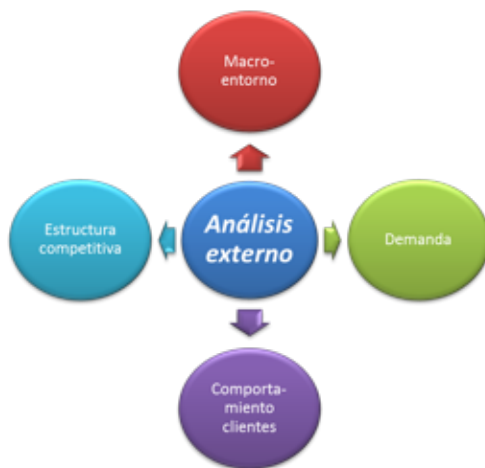 Macro-
entorno
Estructura
competitiva
Análisis
externo
Demanda
Comporta-
miento
clientes